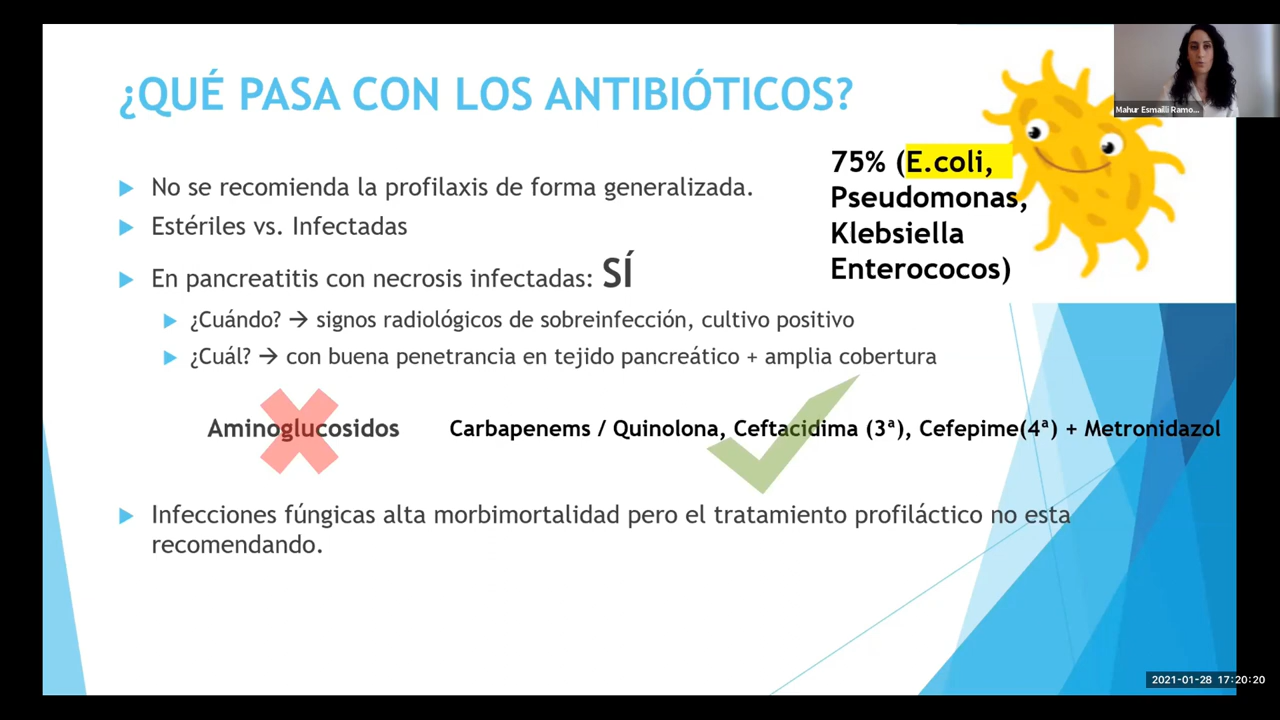 ¿QUÉ PASA CON LOS ANTIBIÓTICOS?
Mahur Esmailli Ramo...
75% (E.coli,
Pseudomonas,
Klebsiella
Enterococos)
No se recomienda la profilaxis de forma generalizada.
Estériles vs. Infectadas
En pancreatitis con necrosis infectadas: SÍ
¿Cuándo? → signos radiológicos de sobreinfección, cultivo positivo
¿Cuál? → con buena penetrancia en tejido pancreático + amplia cobertura
Aminoglucosidos
Carbapenems / Quinolona, Ceftacidima (3ª), Cefepime(4ª) + Metronidazol
Infecciones fúngicas alta morbimortalidad pero el tratamiento profiláctico no esta
recomendando.
2021-01-28 17:20:20